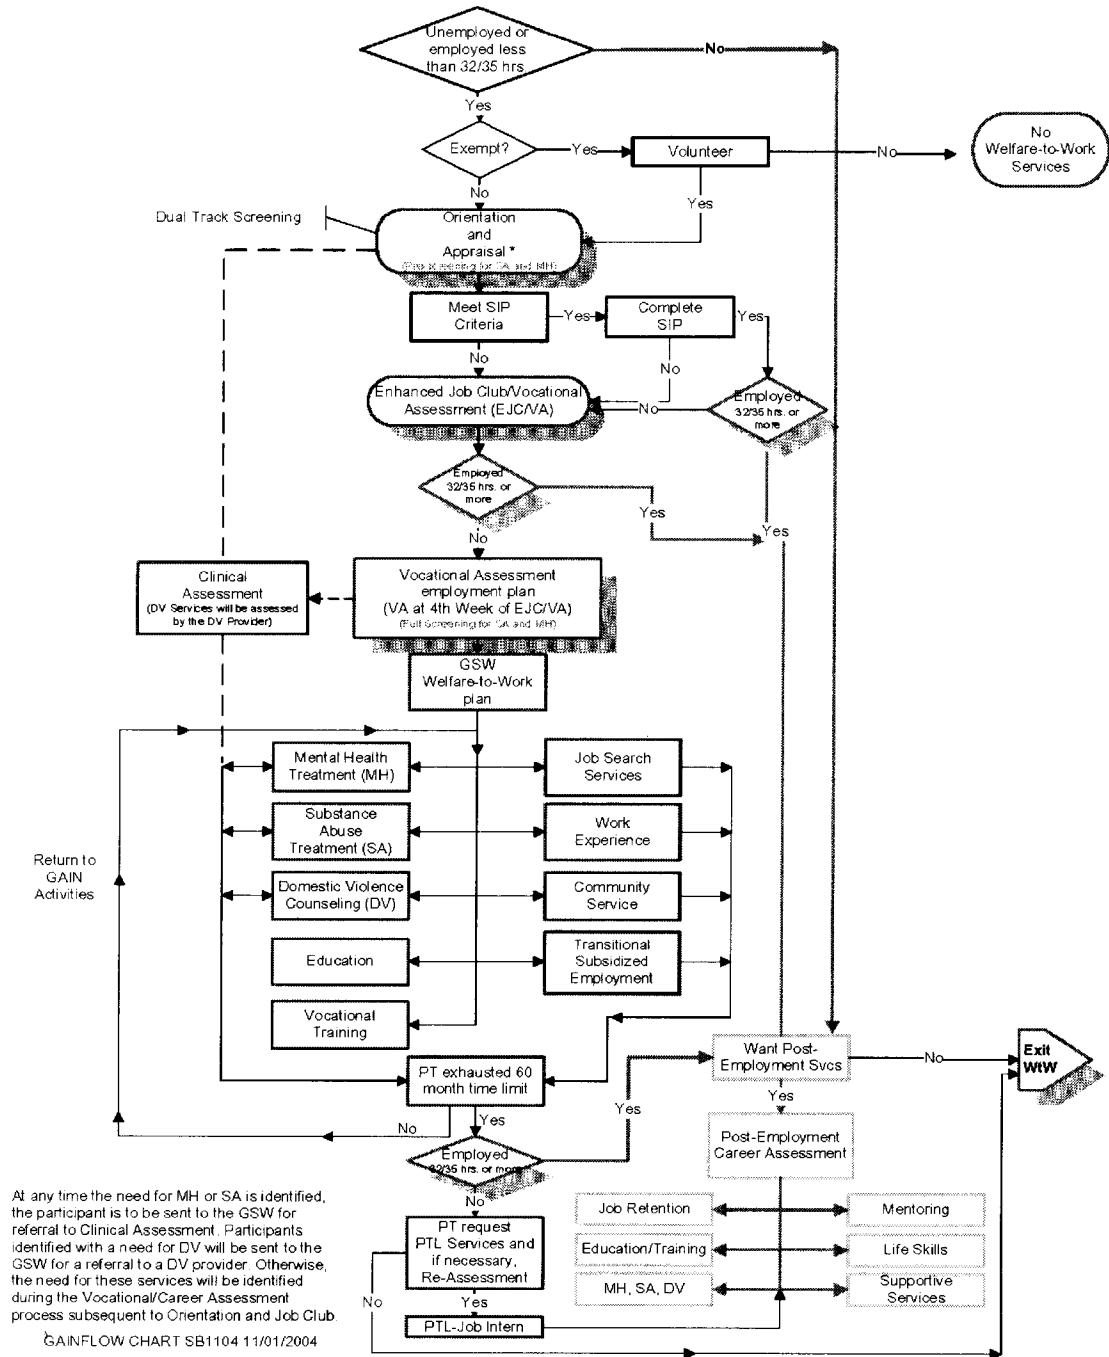 Unemployed or
employed less
than 32/35 hrs.
No
Yes
Exempt?
Yes
Volunteer
No
No
Welfare-to-Work
Services
No
Yes
Dual Track Screening
Orientation
and
Appraisal *
Meet SIP
Criteria
Yes
Complete
SIP
Yes
No
No
Enhanced Job Club/Vocational
Assessment (EJC/VA)
No
Employed
32/35 hrs. or
more
Employed
32/35 hrs. or
more
Yes
Yes
No
Clinical
Assessment
(DV Services will be assessed
by the DV Provider)
Vocational Assessment
employment plan
(VA at 4th Week of EJC/VA)
(Full Screening for SA and MH)
GSW
Welfare-to-Work
plan
Mental Health
Treatment (MH)
Job Search
Services
Substance
Abuse
Treatment (SA)
Work
Experience
Return to
GAIN
Activities
Domestic Violence
Counseling (DV)
Community
Service
Education
Transitional
Subsidized
Employment
Vocational
Training
PT exhausted 60
month time limit
Want Post-
Employment Svcs
No
Exit
WtW
Yes
No
Yes
Yes
Employed
32/35 hrs. or more
Post-Employment
Career Assessment
No
At any time the need for MH or SA is identified,
the participant is to be sent to the GSW for
referral to Clinical Assessment. Participants
identified with a need for DV will be sent to the
GSW for a referral to a DV provider. Otherwise,
the need for these services will be identified
during the Vocational/Career Assessment
process subsequent to Orientation and Job Club.
GAINFLOW CHART SB1104 11/01/2004
PT request
PTL Services and
if necessary,
Re-Assessment
No
Yes
PTL-Job Intern
Job Retention
Mentoring
Education/Training
Life Skills
MH, SA, DV
Supportive
Services